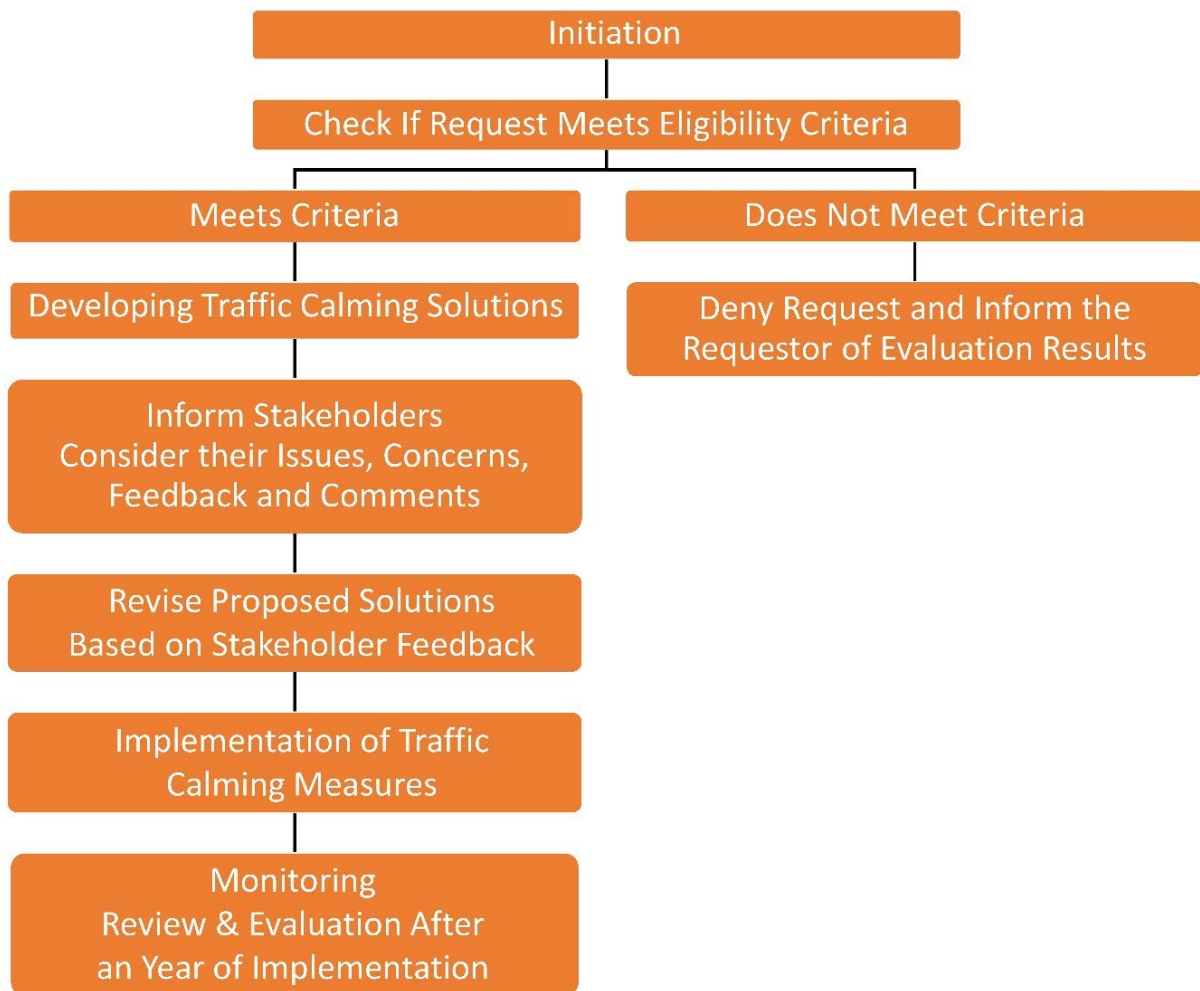 Initiation
Check If Request Meets Eligibility Criteria
Meets Criteria
Does Not Meet Criteria
Developing Traffic Calming Solutions
Deny Request and Inform the
Requestor of Evaluation Results
Inform Stakeholders
Consider their Issues, Concerns,
Feedback and Comments
Revise Proposed Solutions
Based on Stakeholder Feedback
Implementation of Traffic
Calming Measures
Monitoring
Review & Evaluation After
an Year of Implementation